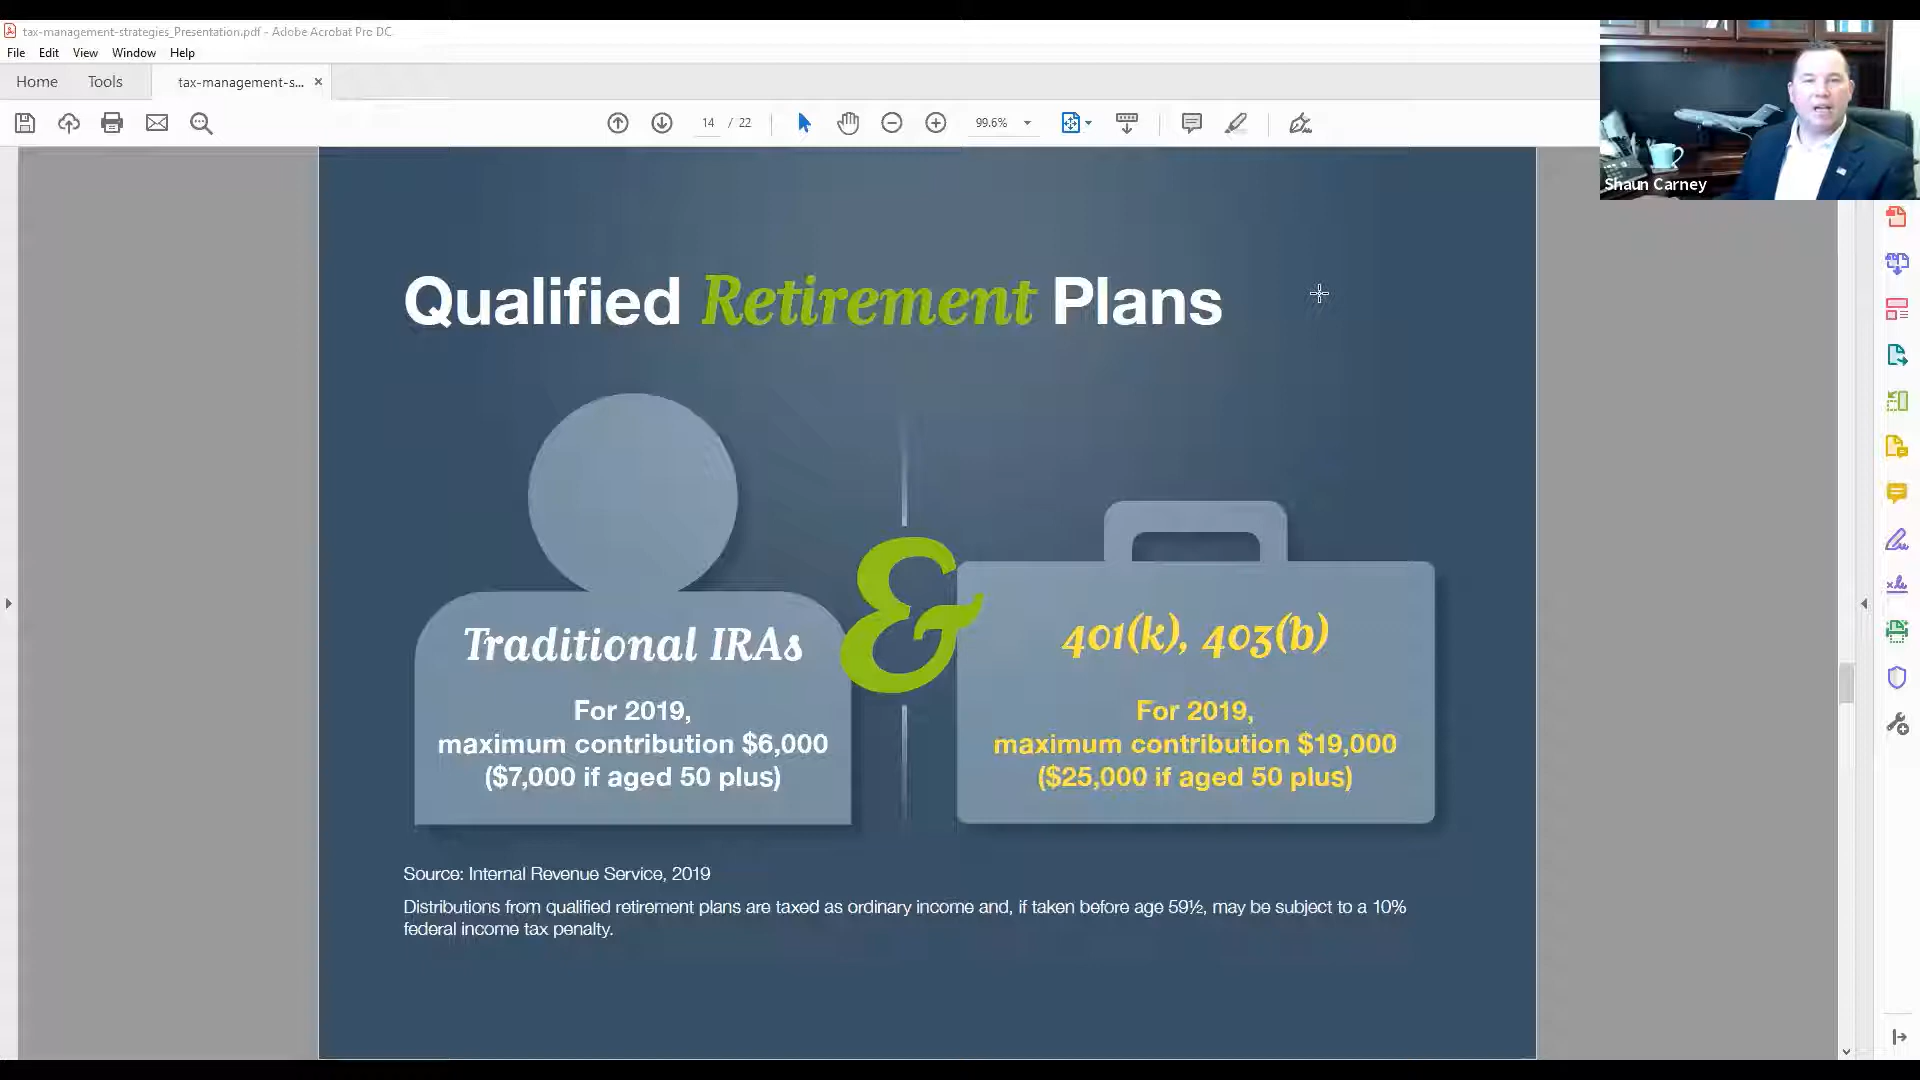 tax-management-strategies_Presentation.pdf - Adobe Acrobat Pro DC
File Edit View Window Help
Home Tools tax-management-s... ×
14 / 22 99.6%
Shaun Carney
Qualified Retirement Plans
Traditional IRAs
For 2019,
maximum contribution $6,000
($7,000 if aged 50 plus)
&
401(k), 403(b)
For 2019,
maximum contribution $19,000
($25,000 if aged 50 plus)
Source: Internal Revenue Service, 2019
Distributions from qualified retirement plans are taxed as ordinary income and, if taken before age 59½, may be subject to a 10%
federal income tax penalty.